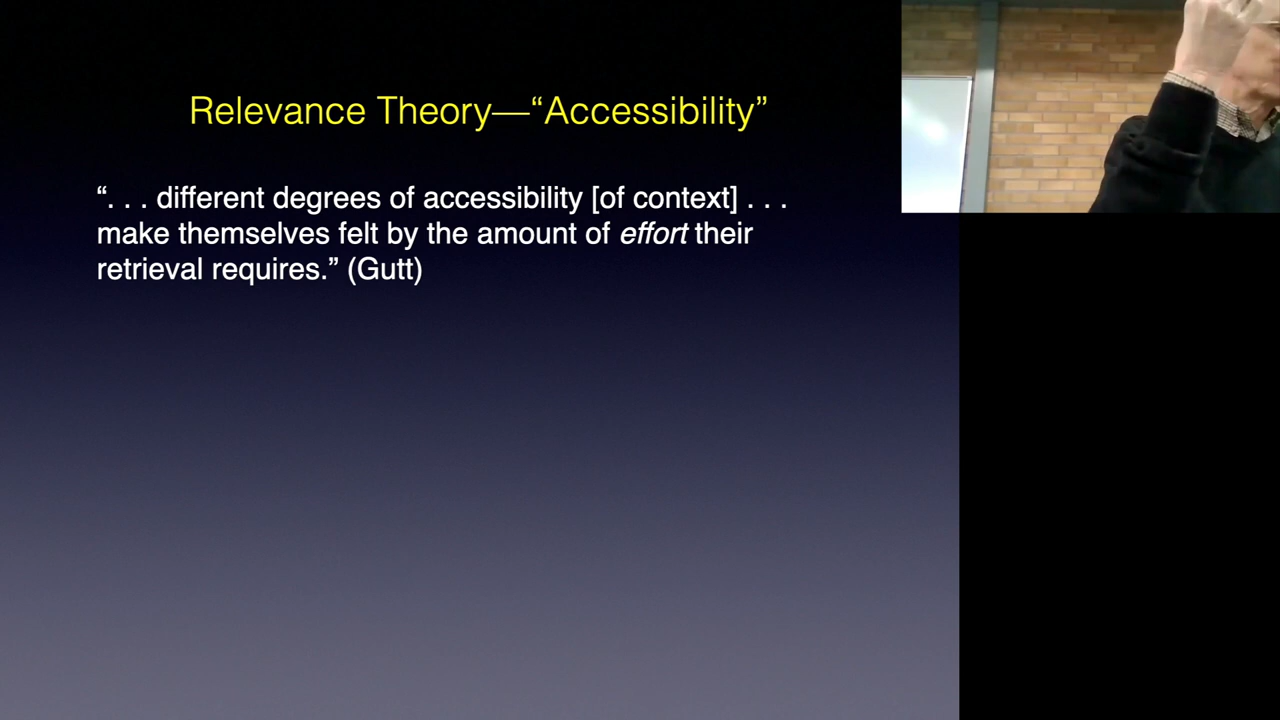 Relevance Theory—“Accessibility”
“. . . different degrees of accessibility [of context] . . .
make themselves felt by the amount of effort their
retrieval requires.” (Gutt)